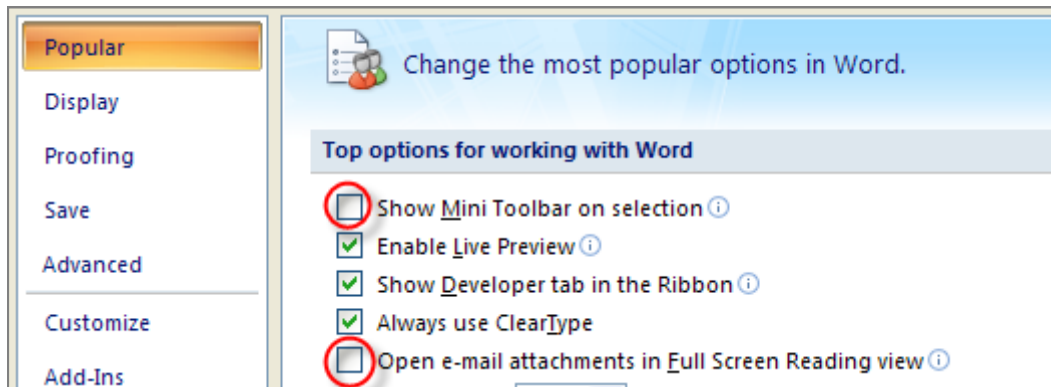 Popular
Display
Proofing
Save
Advanced
Customize
Add-Ins
Change the most popular options in Word.
Top options for working with Word
Show Mini Toolbar on selection
Enable Live Preview
Show Developer tab in the Ribbon
Always use ClearType
Open e-mail attachments in Full Screen Reading view